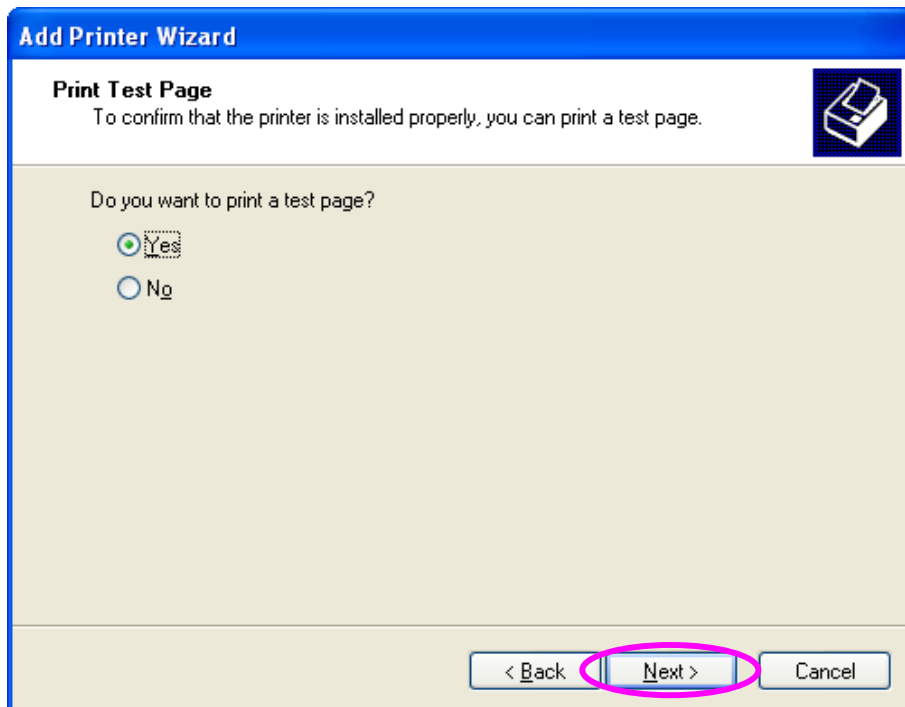 Add Printer Wizard
Print Test Page
To confirm that the printer is installed properly, you can print a test page.
Do you want to print a test page?
Yes
No
< Back Next > Cancel